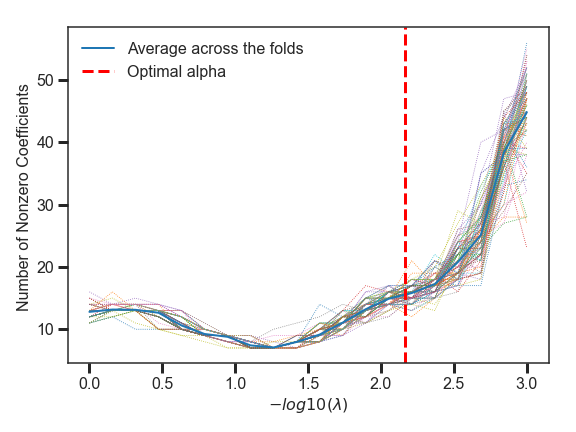 Average across the folds
Optimal alpha
Number of Nonzero Coefficients
50
40
30
20
10
0.0 0.5 1.0 1.5 2.0 2.5 3.0
−log10(λ)